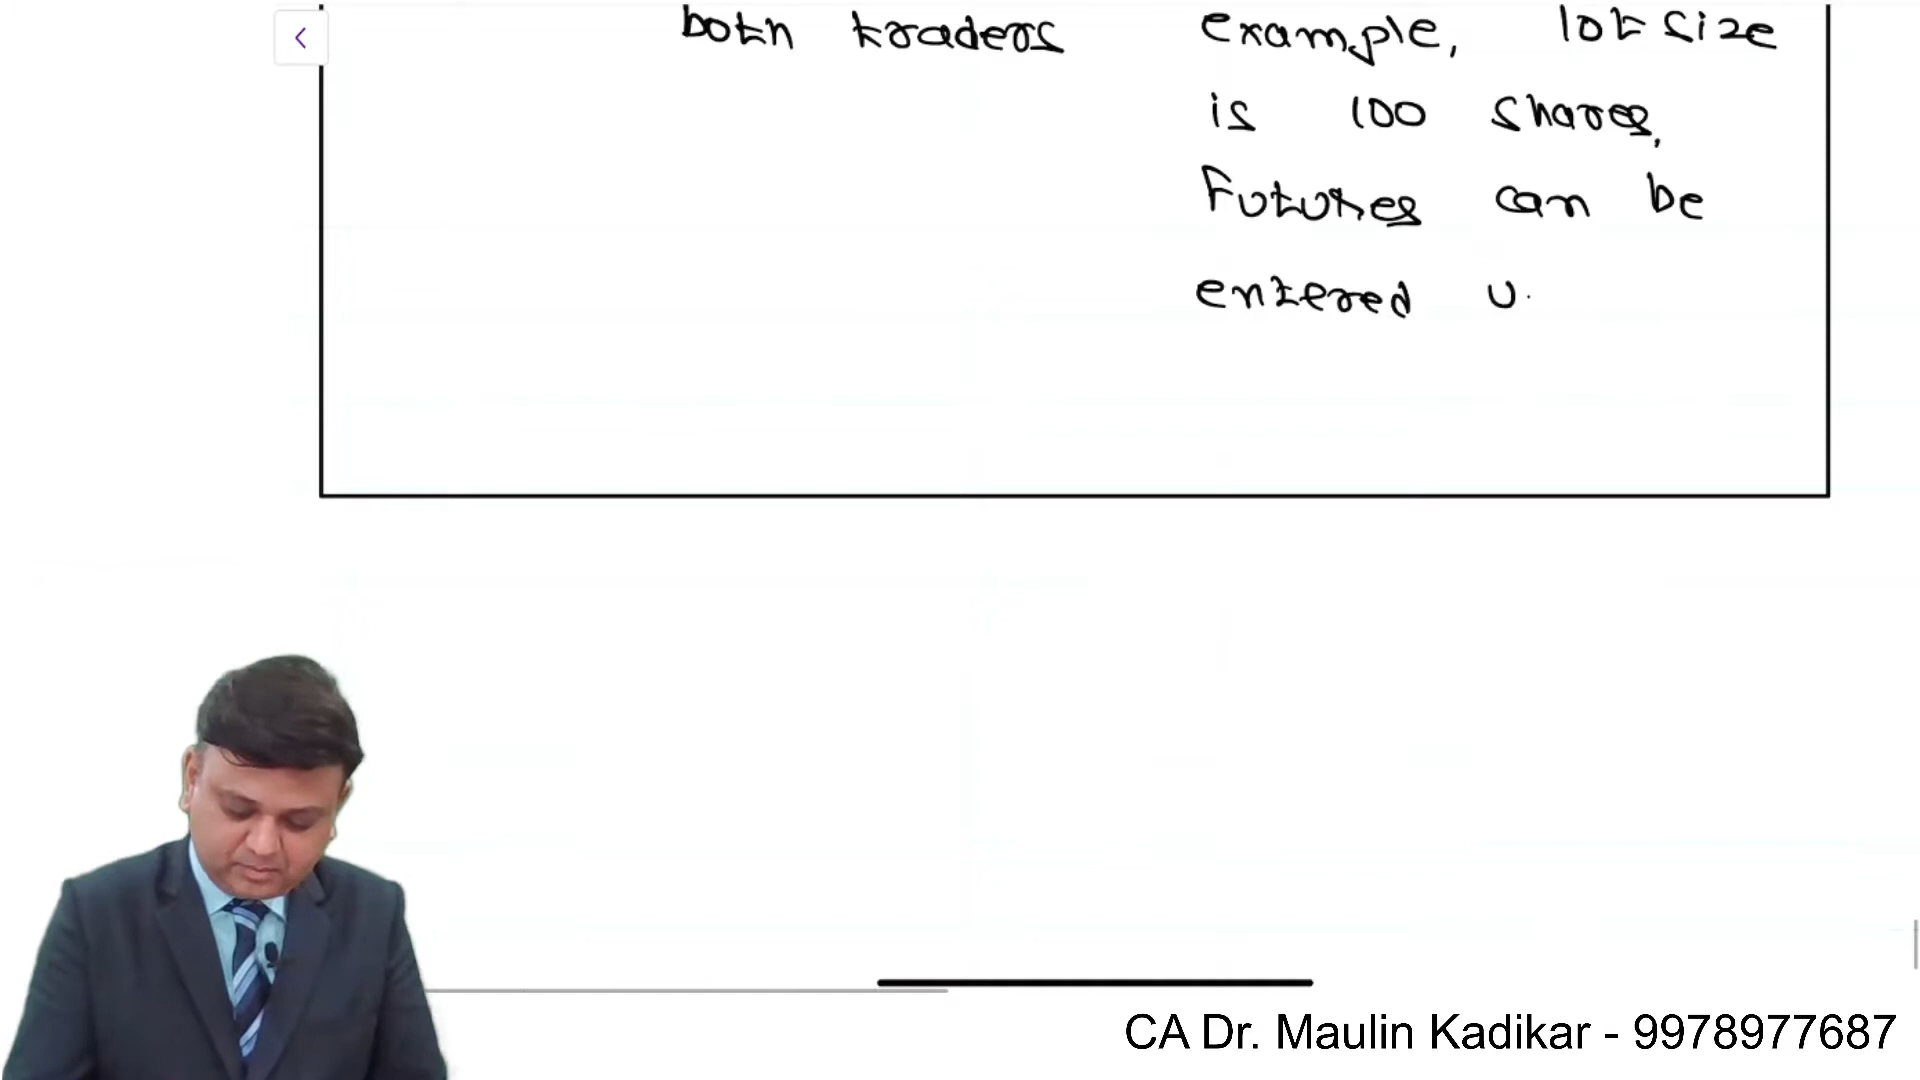 both traders example, lot size
is 100 shares,
Futures can be
entered u
CA Dr. Maulin Kadikar - 9978977687